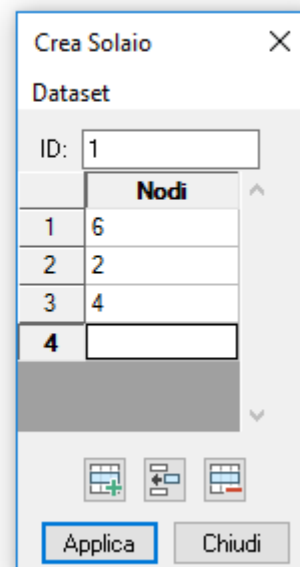 Crea Solaio
Dataset
ID: 1
Nodi
1 6
2 2
3 4
4
Applica Chiudi